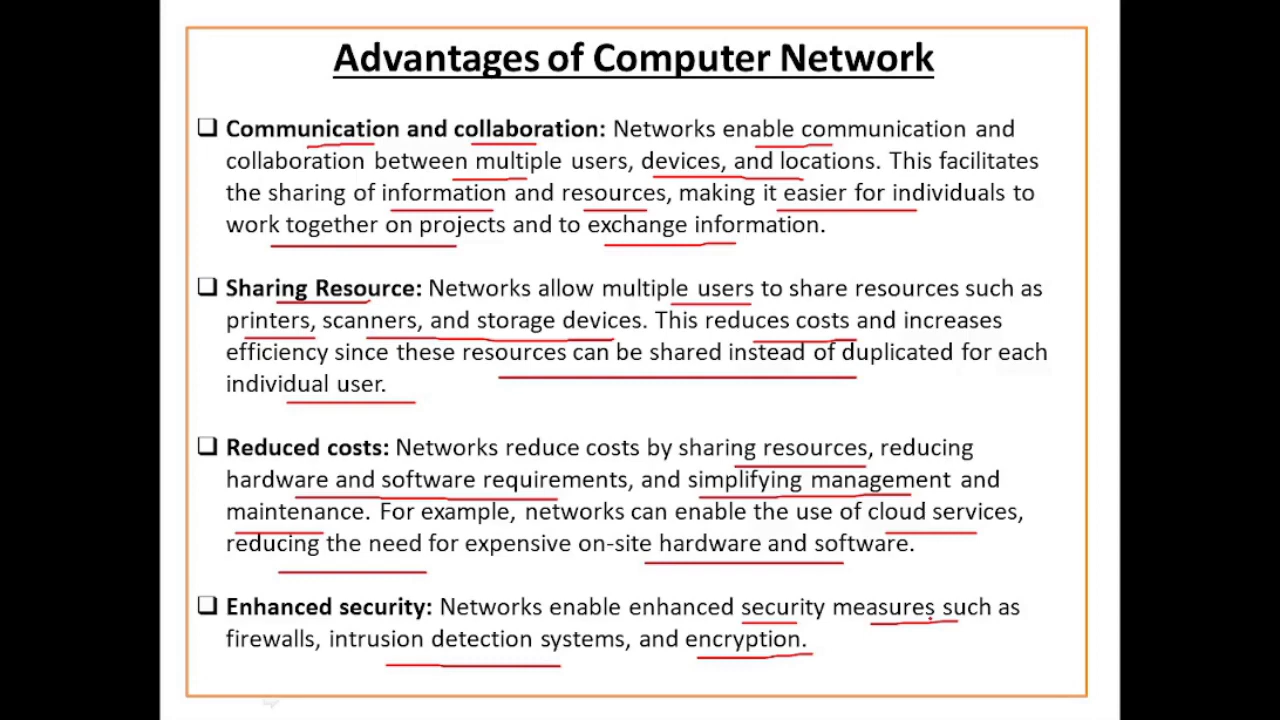 Advantages of Computer Network
❑ Communication and collaboration: Networks enable communication and
collaboration between multiple users, devices, and locations. This facilitates
the sharing of information and resources, making it easier for individuals to
work together on projects and to exchange information.
❑ Sharing Resource: Networks allow multiple users to share resources such as
printers, scanners, and storage devices. This reduces costs and increases
efficiency since these resources can be shared instead of duplicated for each
individual user.
❑ Reduced costs: Networks reduce costs by sharing resources, reducing
hardware and software requirements, and simplifying management and
maintenance. For example, networks can enable the use of cloud services,
reducing the need for expensive on-site hardware and software.
❑ Enhanced security: Networks enable enhanced security measures such as
firewalls, intrusion detection systems, and encryption.